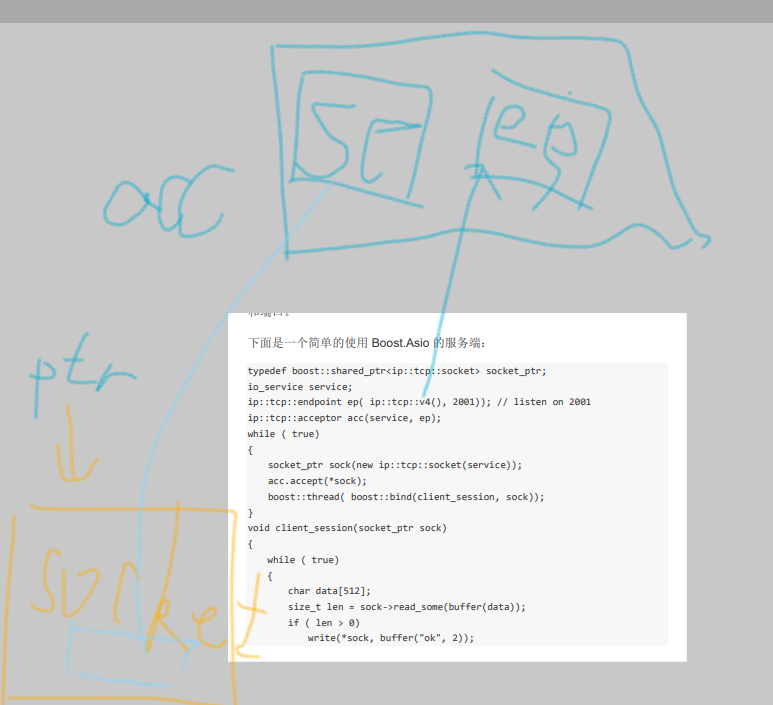 sc ep
acc
ptr
socket
下面是一个简单的使用 Boost.Asio 的服务端：
typedef boost::shared_ptr<ip::tcp::socket> socket_ptr;
io_service service;
ip::tcp::endpoint ep( ip::tcp::v4(), 2001)); // listen on 2001
ip::tcp::acceptor acc(service, ep);
while ( true)
{
socket_ptr sock(new ip::tcp::socket(service));
acc.accept(*sock);
boost::thread( boost::bind(client_session, sock));
}
void client_session(socket_ptr sock)
{
while ( true)
{
char data[512];
size_t len = sock->read_some(buffer(data));
if ( len > 0)
write(*sock, buffer("ok", 2));